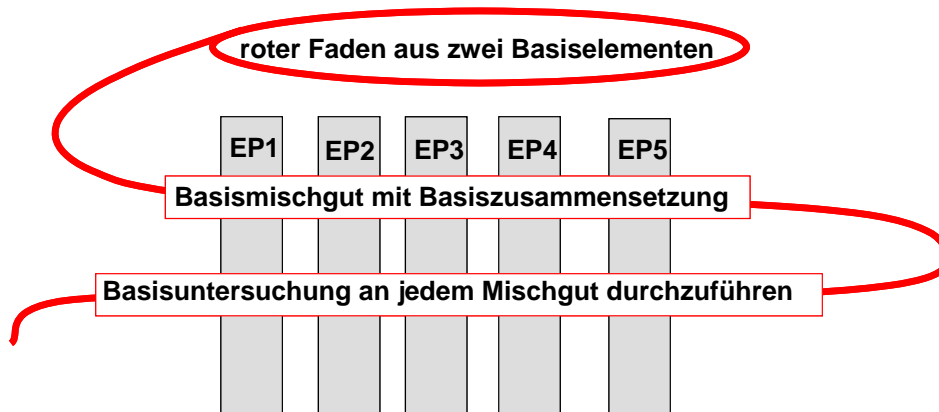 roter Faden aus zwei Basiselementen
EP1 EP2 EP3 EP4 EP5
Basismischgut mit Basiszusammensetzung
Basisuntersuchung an jedem Mischgut durchzuführen